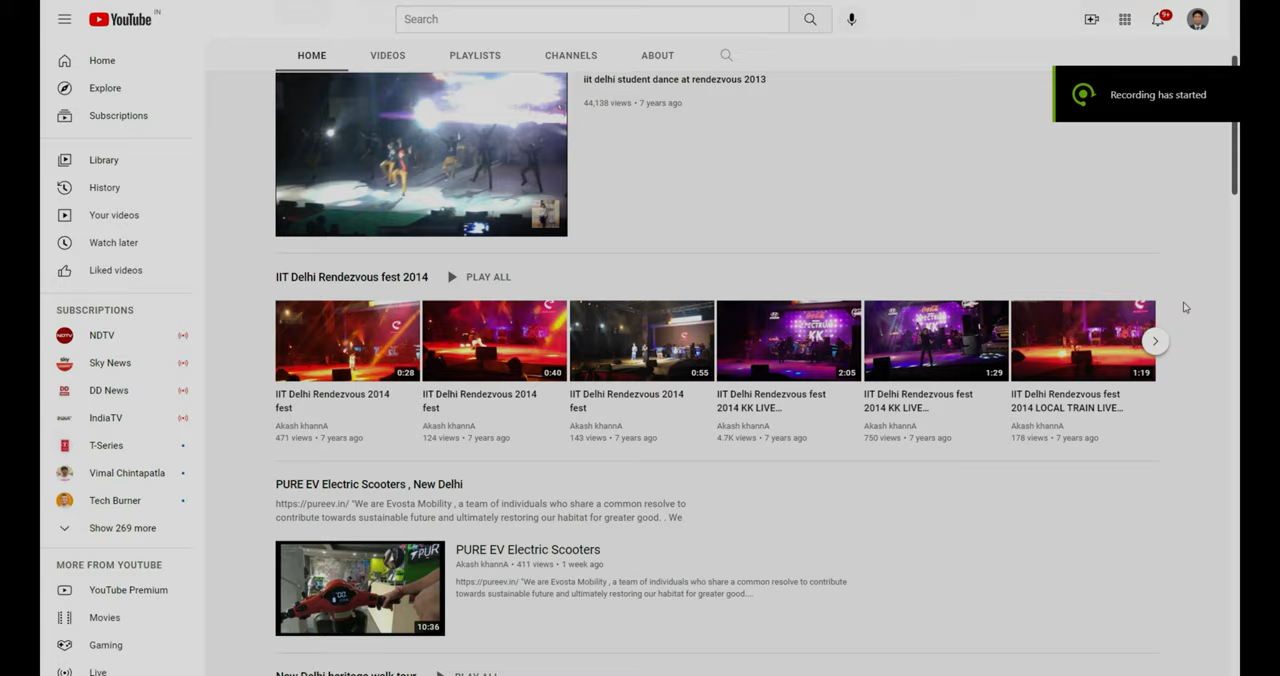 YouTube IN
Search
9+
HOME VIDEOS PLAYLISTS CHANNELS ABOUT
Recording has started
Home
Explore
Subscriptions
Library
History
Your videos
Watch later
Liked videos
SUBSCRIPTIONS
NDTV
Sky News
DD News
IndiaTV
T-Series
Vimal Chintapatla
Tech Burner
Show 269 more
MORE FROM YOUTUBE
YouTube Premium
Movies
Gaming
Live
iit delhi student dance at rendezvous 2013
44,138 views • 7 years ago
IIT Delhi Rendezvous fest 2014 PLAY ALL
0:28
IIT Delhi Rendezvous 2014
fest
Akash khannA
471 views • 7 years ago
0:40
IIT Delhi Rendezvous 2014
fest
Akash khannA
124 views • 7 years ago
0:55
IIT Delhi Rendezvous 2014
fest
Akash khannA
143 views • 7 years ago
2:05
IIT Delhi Rendezvous fest
2014 KK LIVE...
Akash khannA
4.7K views • 7 years ago
1:29
IIT Delhi Rendezvous fest
2014 KK LIVE...
Akash khannA
750 views • 7 years ago
1:19
IIT Delhi Rendezvous fest
2014 LOCAL TRAIN LIVE...
Akash khannA
178 views • 7 years ago
PURE EV Electric Scooters , New Delhi
https://pureev.in/ "We are Evosta Mobility , a team of individuals who share a common resolve to
contribute towards sustainable future and ultimately restoring our habitat for greater good. . We
10:36
PURE EV Electric Scooters
Akash khannA • 411 views • 1 week ago
https://pureev.in/ "We are Evosta Mobility , a team of individuals who share a common resolve to contribute
towards sustainable future and ultimately restoring our habitat for greater good....
New Delhi heritage walk tour PLAY ALL